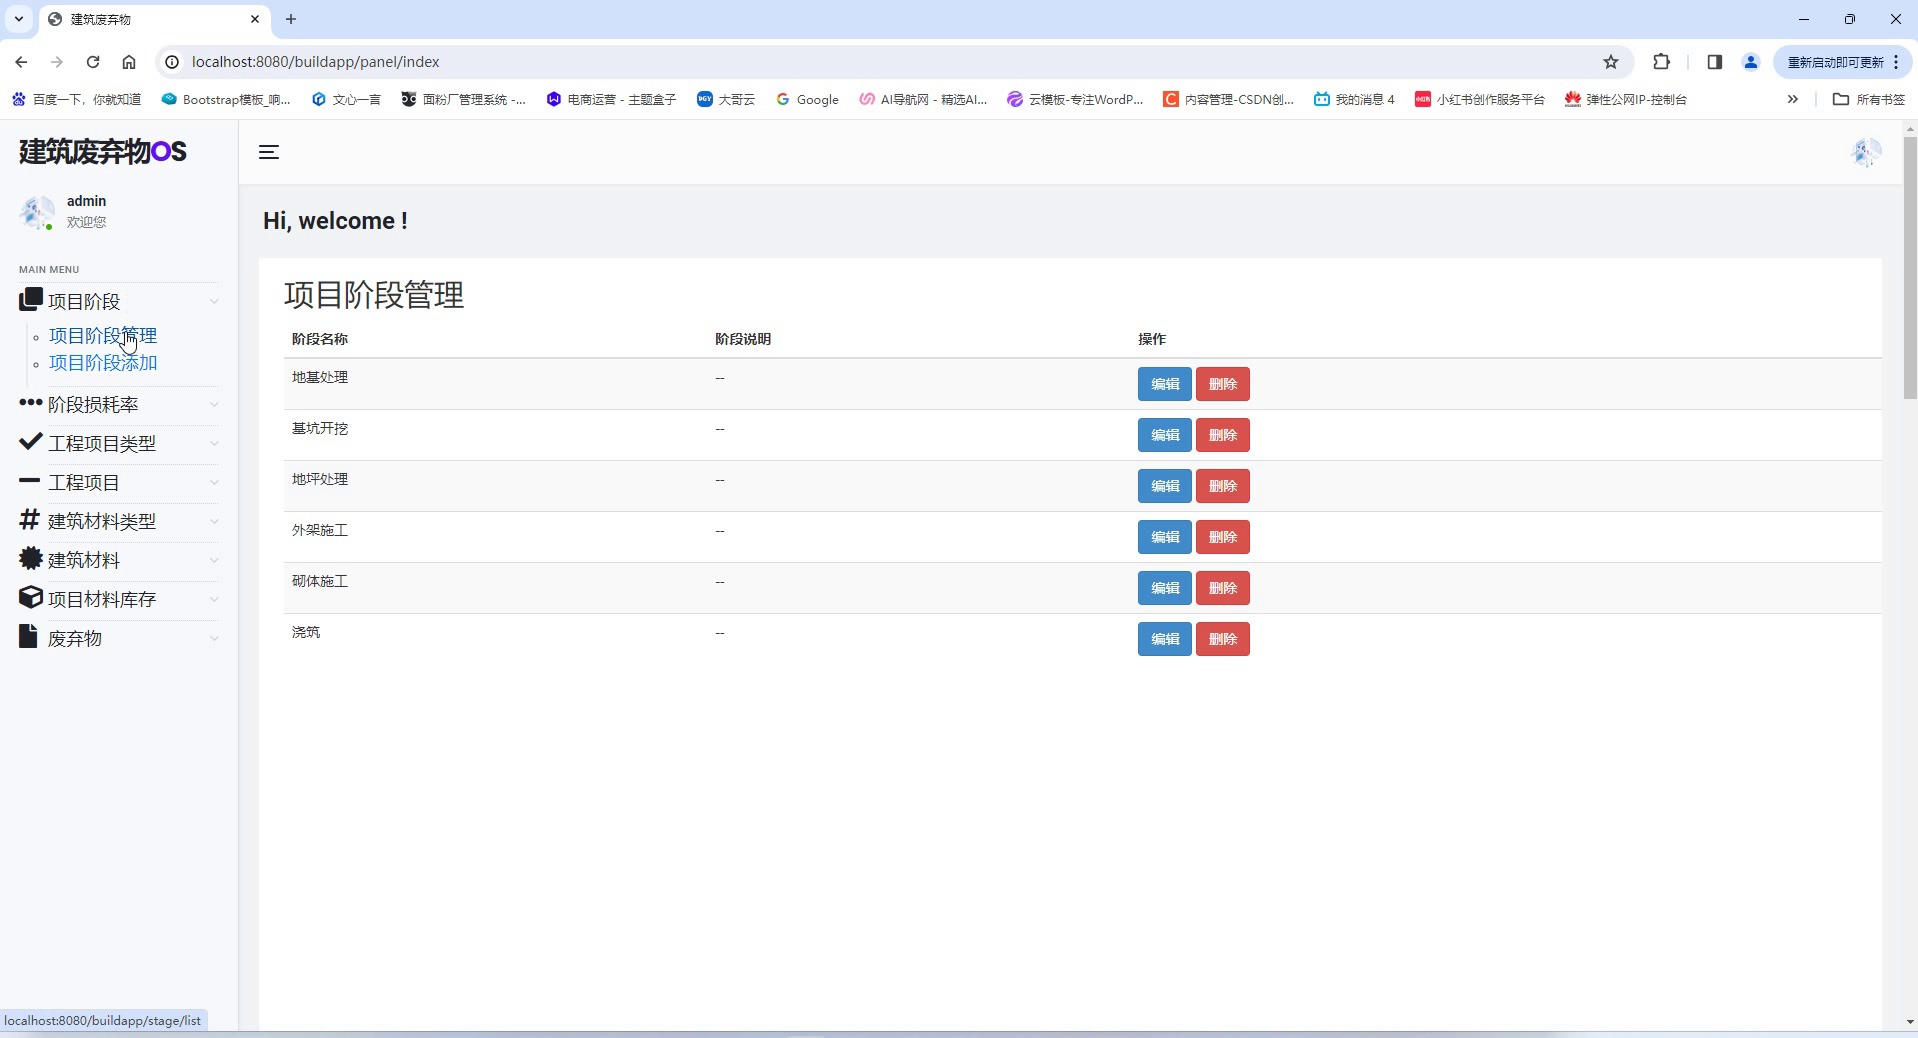 建筑废弃物
localhost:8080/buildapp/panel/index
重新启动即可更新
百度一下，你就知道
Bootstrap模板_响...
文心一言
面粉厂管理系统 -...
电商运营 - 主题盒子
DGY
大哥云
Google
AI导航网 - 精选AI...
云模板-专注WordP...
内容管理-CSDN创...
我的消息 4
小红书创作服务平台
弹性公网IP-控制台
所有书签
建筑废弃物OS
admin
欢迎您
MAIN MENU
项目阶段
项目阶段管理
项目阶段添加
阶段损耗率
工程项目类型
工程项目
建筑材料类型
建筑材料
项目材料库存
废弃物
Hi, welcome !
项目阶段管理
阶段名称 阶段说明 操作
地基处理 -- 编辑 删除
基坑开挖 -- 编辑 删除
地坪处理 -- 编辑 删除
外架施工 -- 编辑 删除
砌体施工 -- 编辑 删除
浇筑 -- 编辑 删除
localhost:8080/buildapp/stage/list